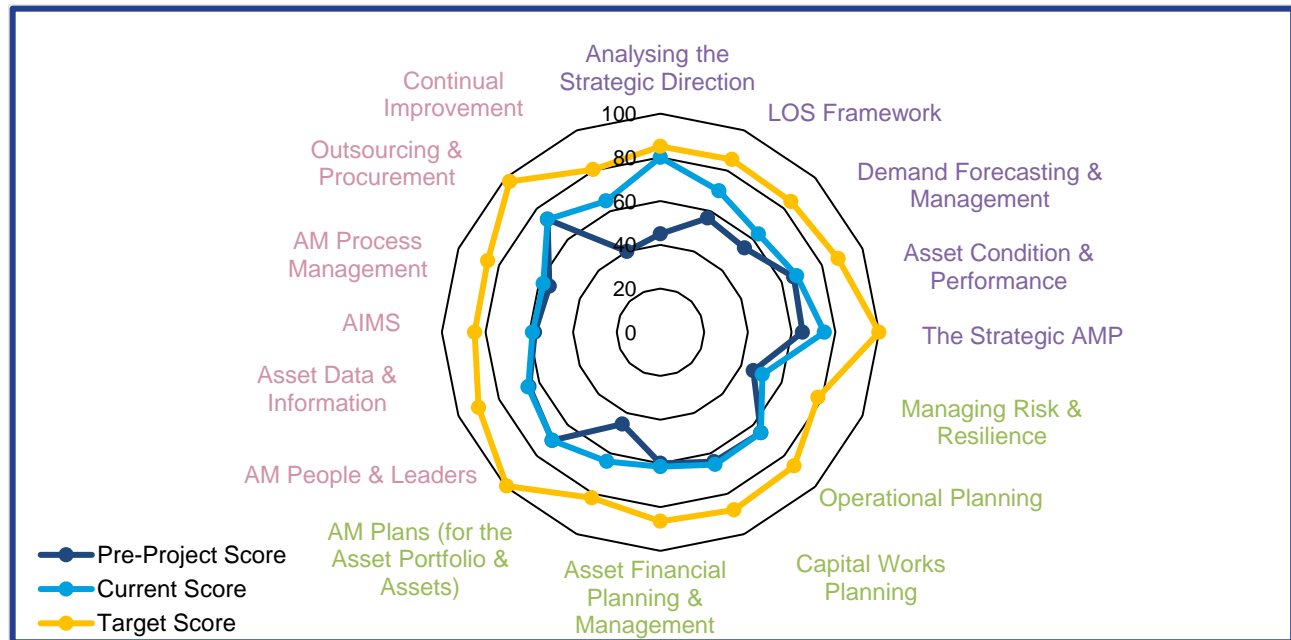 Analysing the
Strategic Direction
LOS Framework
Demand Forecasting &
Management
Asset Condition &
Performance
The Strategic AMP
Managing Risk &
Resilience
Operational Planning
Capital Works
Planning
Asset Financial
Planning &
Management
AM Plans (for the
Asset Portfolio &
Assets)
AM People & Leaders
Asset Data &
Information
AIMS
AM Process
Management
Outsourcing &
Procurement
Continual
Improvement
100
80
60
40
20
0
Pre-Project Score
Current Score
Target Score